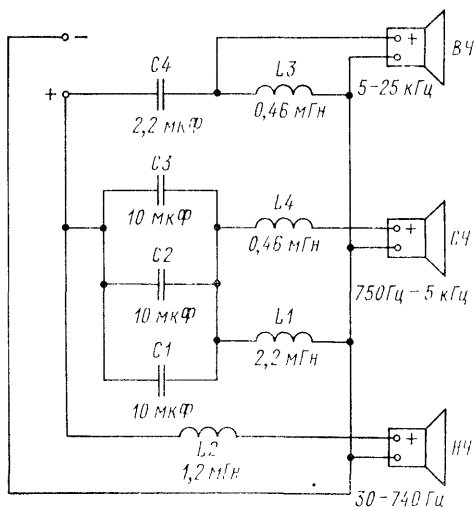 −
+
C4
2,2 мкФ
L3
0,46 мГн
+
ВЧ
5-25 кГц
C3
10 мкФ
C2
10 мкФ
C1
10 мкФ
L4
0,46 мГн
+
СЧ
750 Гц - 5 кГц
L1
2,2 мГн
L2
1,2 мГн
+
НЧ
30-740 Гц